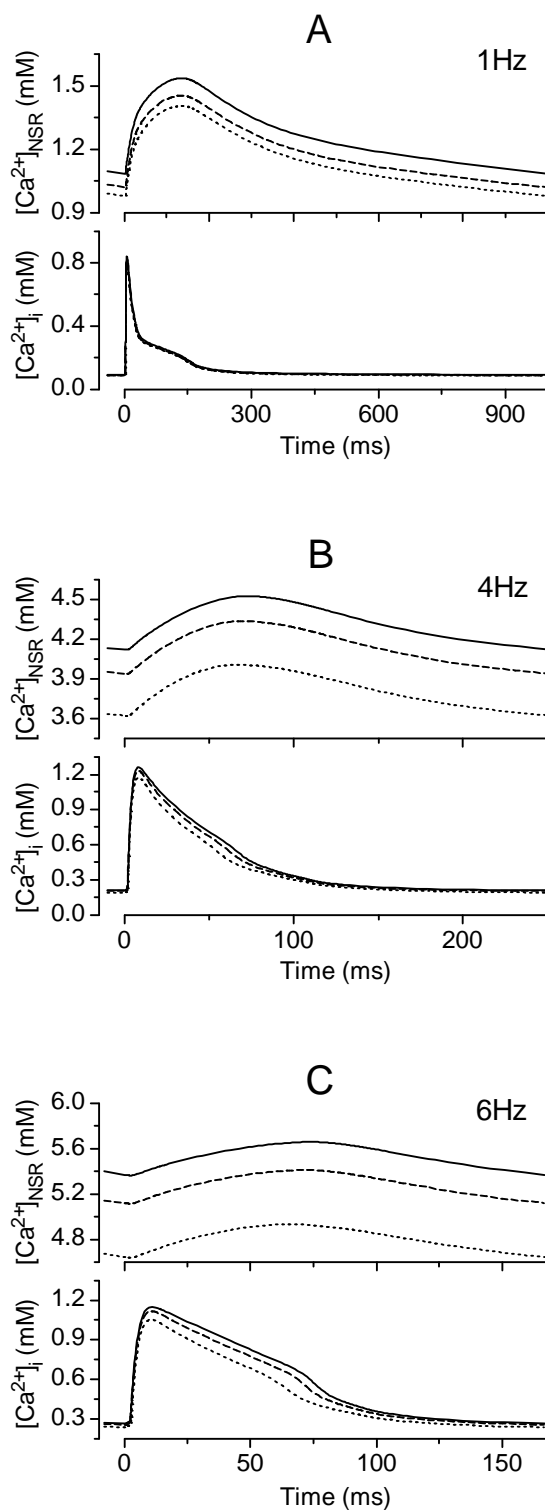 A
1Hz
[Ca²⁺]NSR (mM)
1.5
1.2
0.9
[Ca²⁺]i (mM)
0.8
0.4
0.0
0 300 600 900
Time (ms)
B
4Hz
[Ca²⁺]NSR (mM)
4.5
4.2
3.9
3.6
[Ca²⁺]i (mM)
1.2
0.9
0.6
0.3
0.0
0 100 200
Time (ms)
C
6Hz
[Ca²⁺]NSR (mM)
6.0
5.6
5.2
4.8
[Ca²⁺]i (mM)
1.2
0.9
0.6
0.3
0 50 100 150
Time (ms)